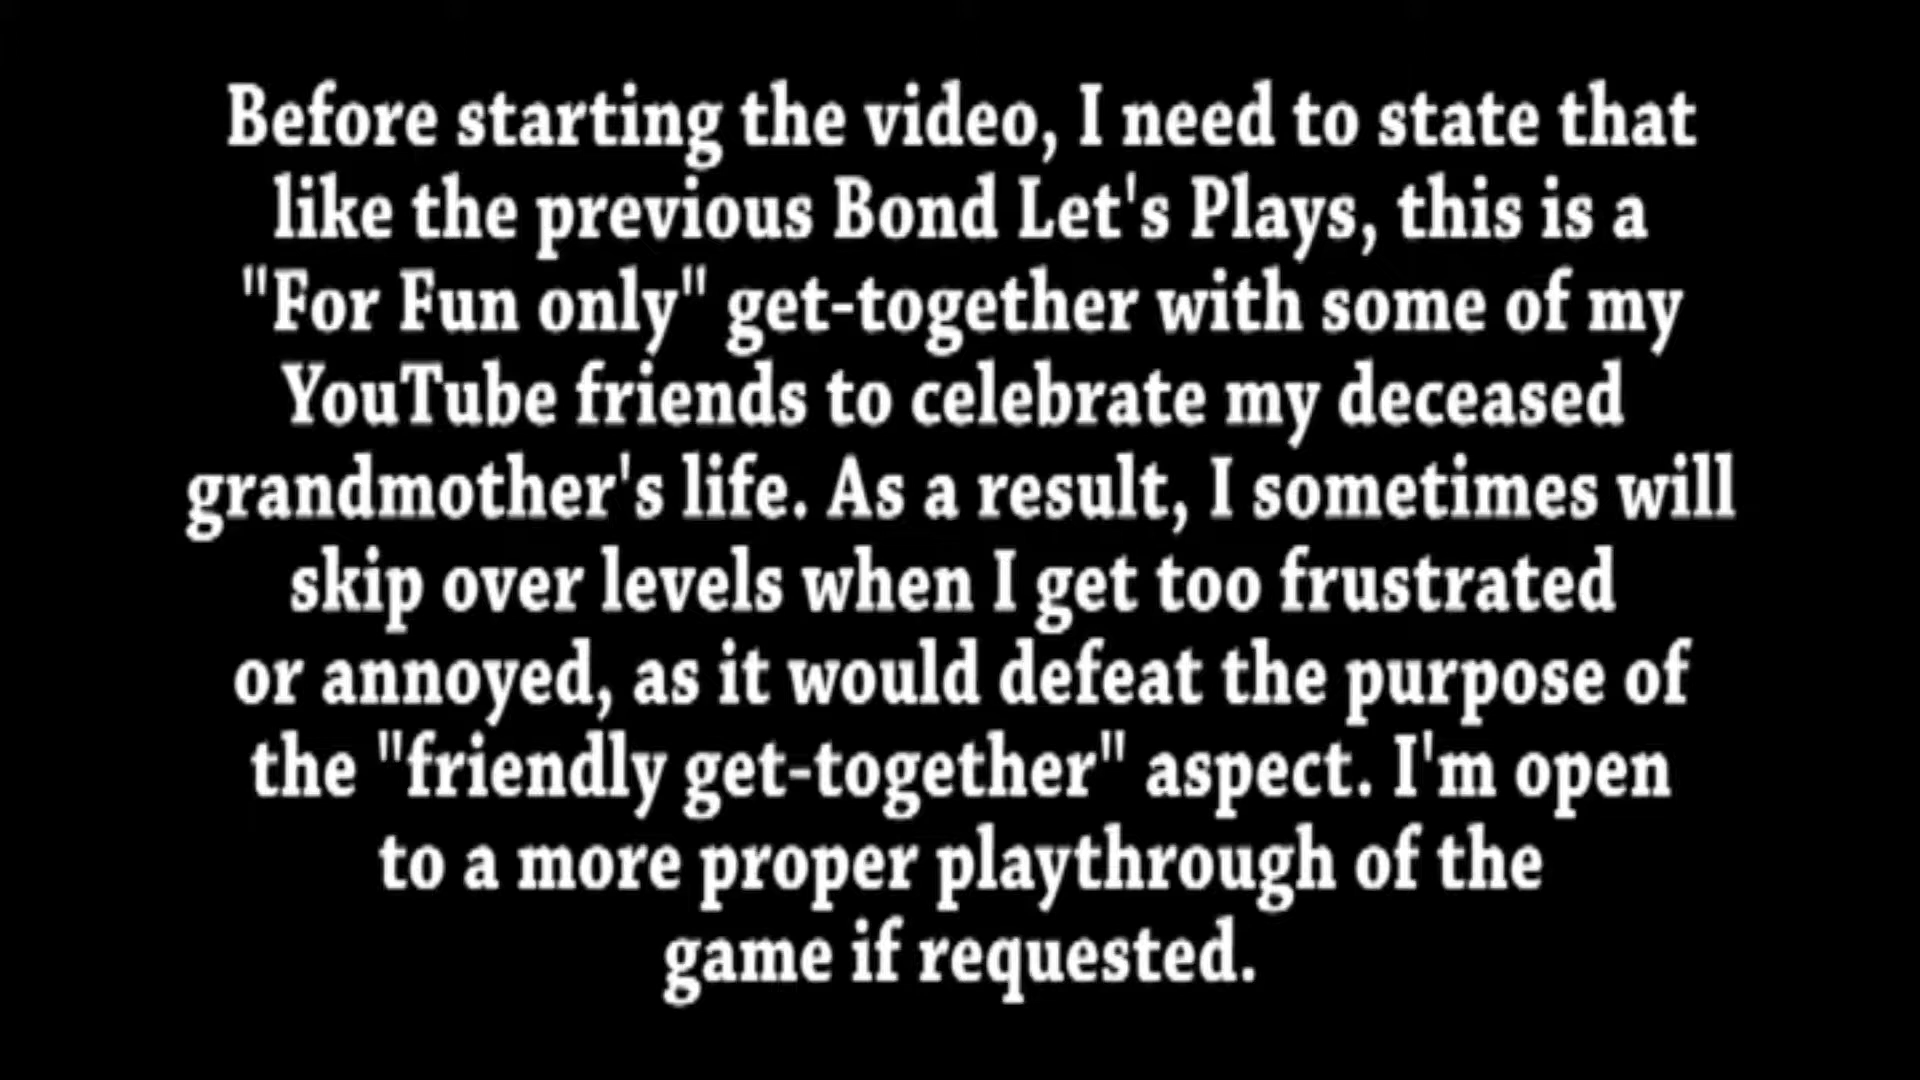 Before starting the video, I need to state that
like the previous Bond Let's Plays, this is a
"For Fun only" get-together with some of my
YouTube friends to celebrate my deceased
grandmother's life. As a result, I sometimes will
skip over levels when I get too frustrated
or annoyed, as it would defeat the purpose of
the "friendly get-together" aspect. I'm open
to a more proper playthrough of the
game if requested.